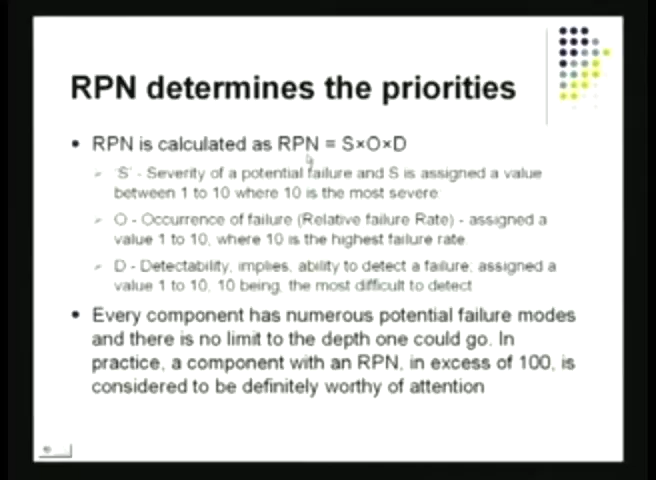 RPN determines the priorities
• RPN is calculated as RPN = S×O×D
'S' - Severity of a potential failure and S is assigned a value
between 1 to 10 where 10 is the most severe
O - Occurrence of failure (Relative failure Rate) - assigned a
value 1 to 10, where 10 is the highest failure rate
D - Detectability, implies, ability to detect a failure; assigned a
value 1 to 10, 10 being, the most difficult to detect
• Every component has numerous potential failure modes
and there is no limit to the depth one could go. In
practice, a component with an RPN, in excess of 100, is
considered to be definitely worthy of attention